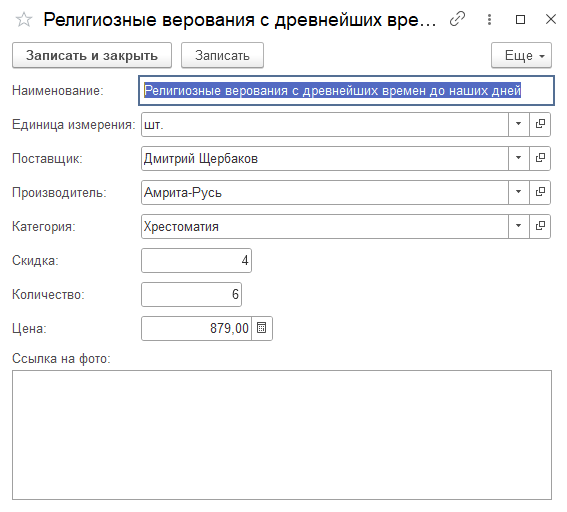 Религиозные верования с древнейших вре...
Записать и закрыть Записать Еще
Наименование: Религиозные верования с древнейших времен до наших дней
Единица измерения: шт.
Поставщик: Дмитрий Щербаков
Производитель: Амрита-Русь
Категория: Хрестоматия
Скидка: 4
Количество: 6
Цена: 879,00
Ссылка на фото: